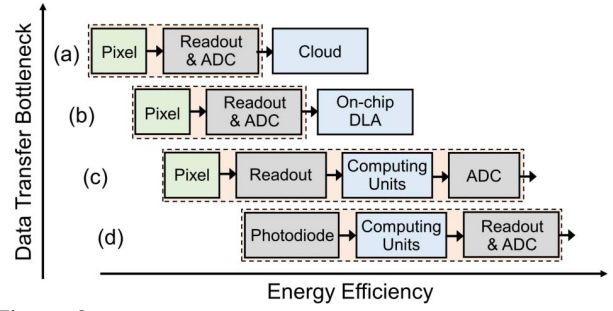 Data Transfer Bottleneck
(a)
Pixel
Readout
& ADC
Cloud
(b)
Pixel
Readout
& ADC
On-chip
DLA
(c)
Pixel
Readout
Computing
Units
ADC
(d)
Photodiode
Computing
Units
Readout
& ADC
Energy Efficiency